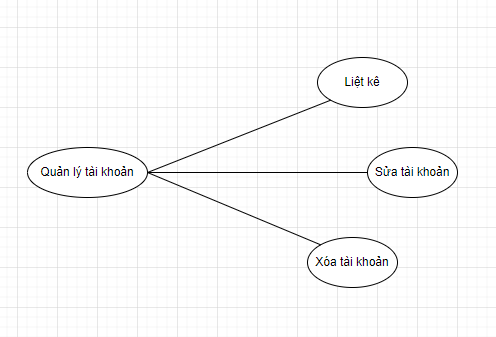 Liệt kê
Quản lý tài khoản
Sửa tài khoản
Xóa tài khoản